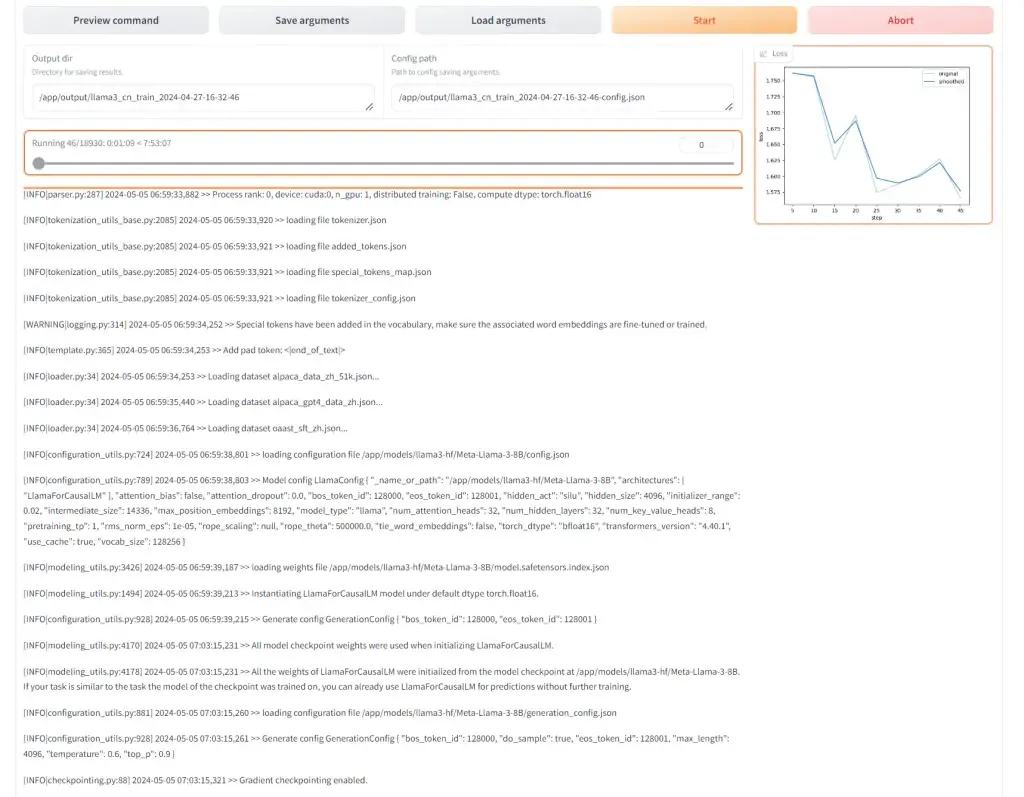 Preview command
Save arguments
Load arguments
Start
Abort
Output dir
Directory for saving results.
/app/output/llama3_cn_train_2024-04-27-16-32-46
Config path
Path to config saving arguments.
/app/output/llama3_cn_train_2024-04-27-16-32-46-config.json
Loss
original
smoothed
1.750
1.725
1.700
1.675
1.650
1.625
1.600
1.575
loss
5 10 15 20 25 30 35 40 45
step
Running 46/18930: 0:01:09 < 7:53:07
0
[INFO|parser.py:287] 2024-05-05 06:59:33,882 >> Process rank: 0, device: cuda:0, n_gpu: 1, distributed training: False, compute dtype: torch.float16
[INFO|tokenization_utils_base.py:2085] 2024-05-05 06:59:33,920 >> loading file tokenizer.json
[INFO|tokenization_utils_base.py:2085] 2024-05-05 06:59:33,921 >> loading file added_tokens.json
[INFO|tokenization_utils_base.py:2085] 2024-05-05 06:59:33,921 >> loading file special_tokens_map.json
[INFO|tokenization_utils_base.py:2085] 2024-05-05 06:59:33,921 >> loading file tokenizer_config.json
[WARNING|logging.py:314] 2024-05-05 06:59:34,252 >> Special tokens have been added in the vocabulary, make sure the associated word embeddings are fine-tuned or trained.
[INFO|template.py:365] 2024-05-05 06:59:34,253 >> Add pad token: <|end_of_text|>
[INFO|loader.py:34] 2024-05-05 06:59:34,253 >> Loading dataset alpaca_data_zh_51k.json...
[INFO|loader.py:34] 2024-05-05 06:59:35,440 >> Loading dataset alpaca_gpt4_data_zh.json...
[INFO|loader.py:34] 2024-05-05 06:59:36,764 >> Loading dataset oaast_sft_zh.json...
[INFO|configuration_utils.py:724] 2024-05-05 06:59:38,801 >> loading configuration file /app/models/llama3-hf/Meta-Llama-3-8B/config.json
[INFO|configuration_utils.py:789] 2024-05-05 06:59:38,803 >> Model config LlamaConfig { "_name_or_path": "/app/models/llama3-hf/Meta-Llama-3-8B", "architectures": [
"LlamaForCausalLM" ], "attention_bias": false, "attention_dropout": 0.0, "bos_token_id": 128000, "eos_token_id": 128001, "hidden_act": "silu", "hidden_size": 4096, "initializer_range":
0.02, "intermediate_size": 14336, "max_position_embeddings": 8192, "model_type": "llama", "num_attention_heads": 32, "num_hidden_layers": 32, "num_key_value_heads": 8,
"pretraining_tp": 1, "rms_norm_eps": 1e-05, "rope_scaling": null, "rope_theta": 500000.0, "tie_word_embeddings": false, "torch_dtype": "bfloat16", "transformers_version": "4.40.1",
"use_cache": true, "vocab_size": 128256 }
[INFO|modeling_utils.py:3426] 2024-05-05 06:59:39,187 >> loading weights file /app/models/llama3-hf/Meta-Llama-3-8B/model.safetensors.index.json
[INFO|modeling_utils.py:1494] 2024-05-05 06:59:39,213 >> Instantiating LlamaForCausalLM model under default dtype torch.float16.
[INFO|configuration_utils.py:928] 2024-05-05 06:59:39,215 >> Generate config GenerationConfig { "bos_token_id": 128000, "eos_token_id": 128001 }
[INFO|modeling_utils.py:4170] 2024-05-05 07:03:15,231 >> All model checkpoint weights were used when initializing LlamaForCausalLM.
[INFO|modeling_utils.py:4178] 2024-05-05 07:03:15,231 >> All the weights of LlamaForCausalLM were initialized from the model checkpoint at /app/models/llama3-hf/Meta-Llama-3-8B.
If your task is similar to the task the model of the checkpoint was trained on, you can already use LlamaForCausalLM for predictions without further training.
[INFO|configuration_utils.py:881] 2024-05-05 07:03:15,260 >> loading configuration file /app/models/llama3-hf/Meta-Llama-3-8B/generation_config.json
[INFO|configuration_utils.py:928] 2024-05-05 07:03:15,261 >> Generate config GenerationConfig { "bos_token_id": 128000, "do_sample": true, "eos_token_id": 128001, "max_length":
4096, "temperature": 0.6, "top_p": 0.9 }
[INFO|checkpointing.py:88] 2024-05-05 07:03:15,321 >> Gradient checkpointing enabled.